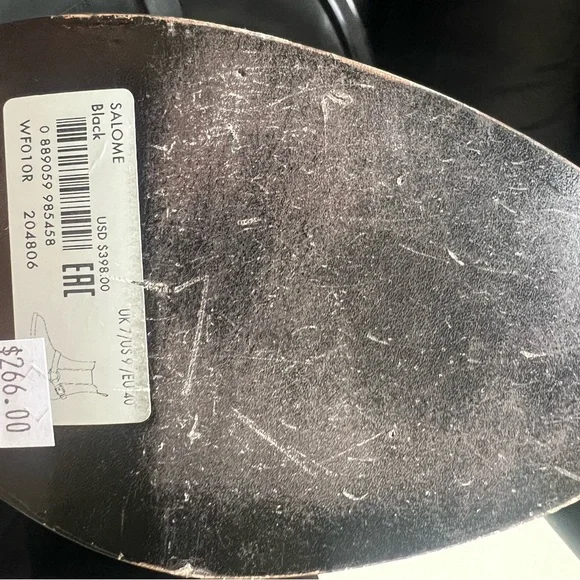 SALOME
Black
USD $398.00
0 889059 985458
EAC
WF010R 204806
UK 7/US 9/EU 40
$266.00